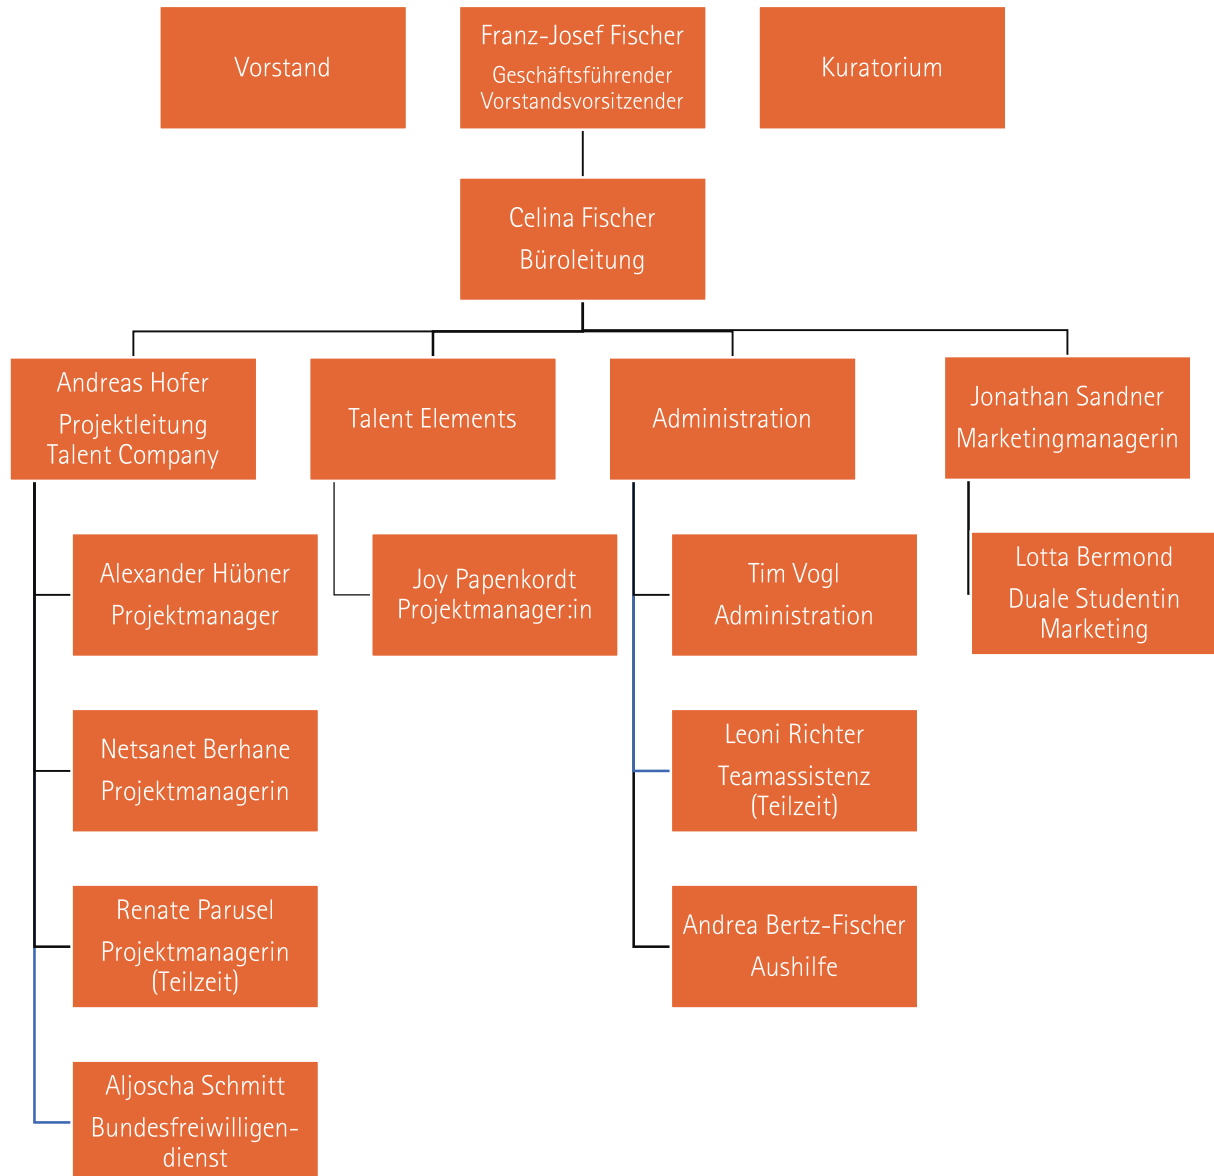 Vorstand
Franz-Josef Fischer
Geschäftsführender
Vorstandsvorsitzender
Kuratorium
Celina Fischer
Büroleitung
Andreas Hofer
Projektleitung
Talent Company
Talent Elements
Administration
Jonathan Sandner
Marketingmanagerin
Alexander Hübner
Projektmanager
Joy Papenkordt
Projektmanager:in
Tim Vogl
Administration
Lotta Bermond
Duale Studentin
Marketing
Netsanet Berhane
Projektmanagerin
Leoni Richter
Teamassistenz
(Teilzeit)
Renate Parusel
Projektmanagerin
(Teilzeit)
Andrea Bertz-Fischer
Aushilfe
Aljoscha Schmitt
Bundesfreiwilligen-
dienst